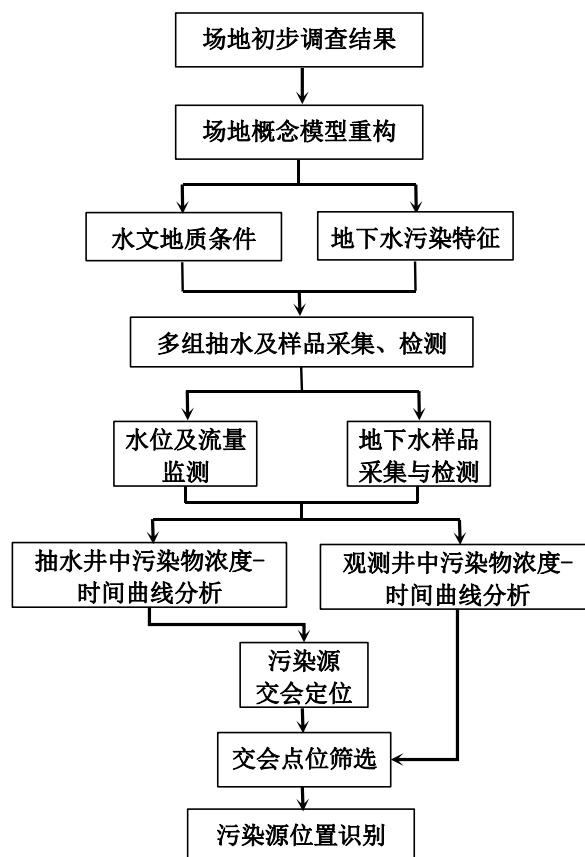 场地初步调查结果
场地概念模型重构
水文地质条件
地下水污染特征
多组抽水及样品采集、检测
水位及流量
监测
地下水样品
采集与检测
抽水井中污染物浓度-
时间曲线分析
观测井中污染物浓度-
时间曲线分析
污染源
交会定位
交会点位筛选
污染源位置识别